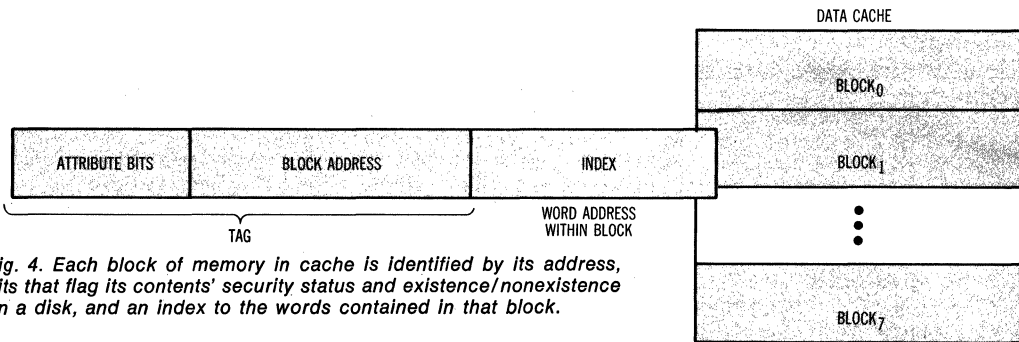 DATA CACHE
BLOCK0
ATTRIBUTE BITS BLOCK ADDRESS INDEX BLOCK1
TAG
WORD ADDRESS
WITHIN BLOCK
ig. 4. Each block of memory in cache is identified by its address,
its that flag its contents' security status and existence/nonexistence
n a disk, and an index to the words contained in that block.
BLOCK7